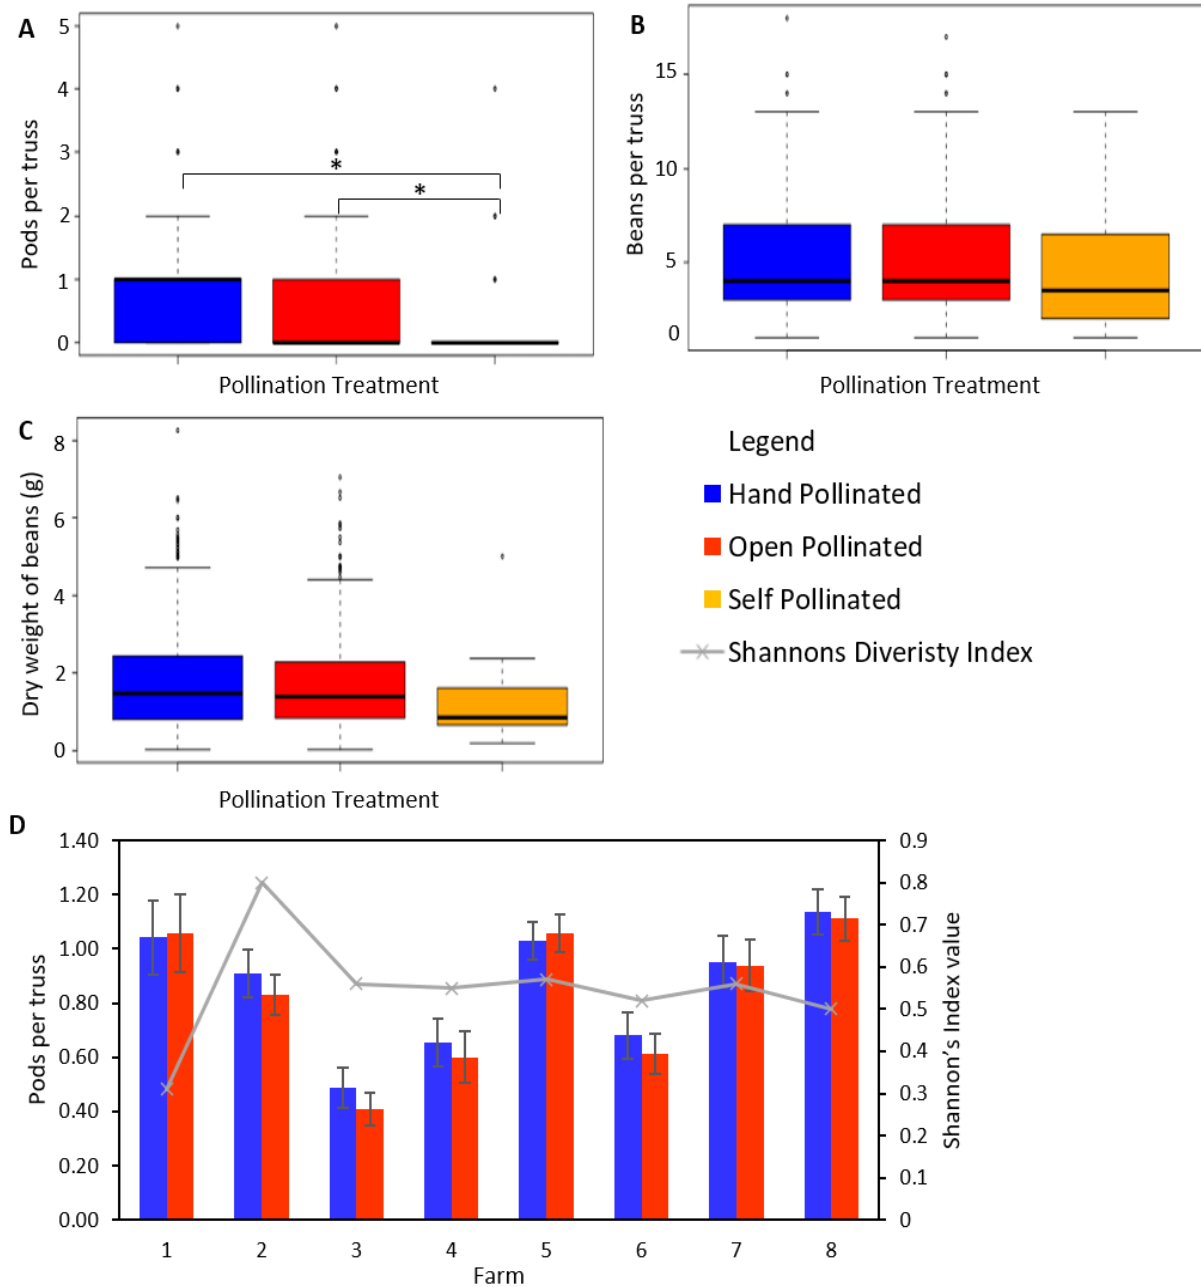 A
5
4
3
2
1
0
Pods per truss
*
*
Pollination Treatment
B
15
10
5
0
Beans per truss
Pollination Treatment
C
8
6
4
2
0
Dry weight of beans (g)
Pollination Treatment
Legend
Hand Pollinated
Open Pollinated
Self Pollinated
Shannons Diveristy Index
D
1.40
1.20
1.00
0.80
0.60
0.40
0.20
0.00
Pods per truss
0.9
0.8
0.7
0.6
0.5
0.4
0.3
0.2
0.1
0
Shannon's Index value
1 2 3 4 5 6 7 8
Farm